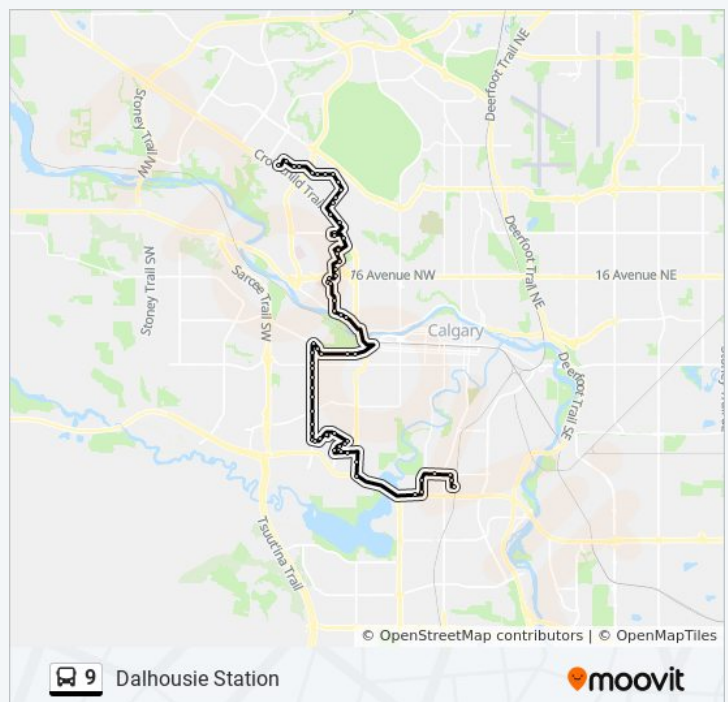 Deerfoot Trail NE
Stoney Trail NW
Crowchild Trail
Deerfoot Trail NE
Stoney Trail SW
Sarcee Trail SW
16 Avenue NW
16 Avenue NE
Calgary
Deerfoot Trail SE
Tsuut'ina Trail
© OpenStreetMap contributors | © OpenMapTiles
9 Dalhousie Station
moovit